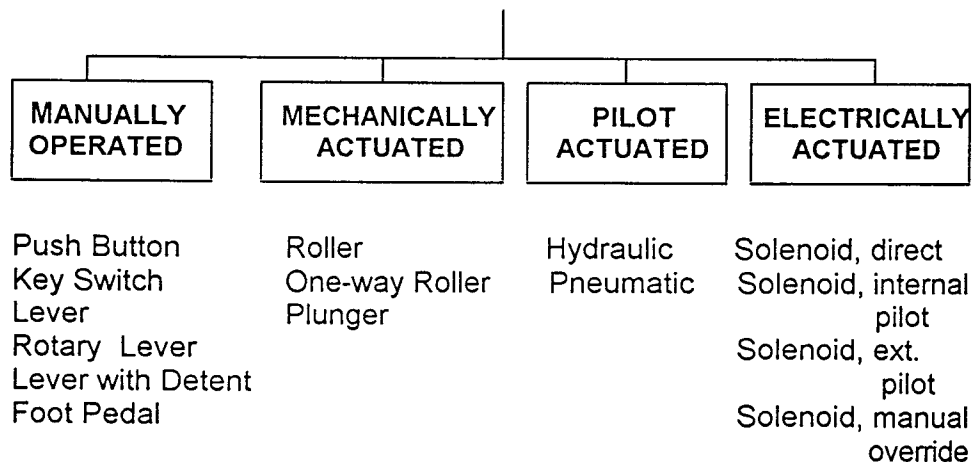 MANUALLY
OPERATED
MECHANICALLY
ACTUATED
PILOT
ACTUATED
ELECTRICALLY
ACTUATED
Push Button
Key Switch
Lever
Rotary Lever
Lever with Detent
Foot Pedal
Roller
One-way Roller
Plunger
Hydraulic
Pneumatic
Solenoid, direct
Solenoid, internal
pilot
Solenoid, ext.
pilot
Solenoid, manual
override